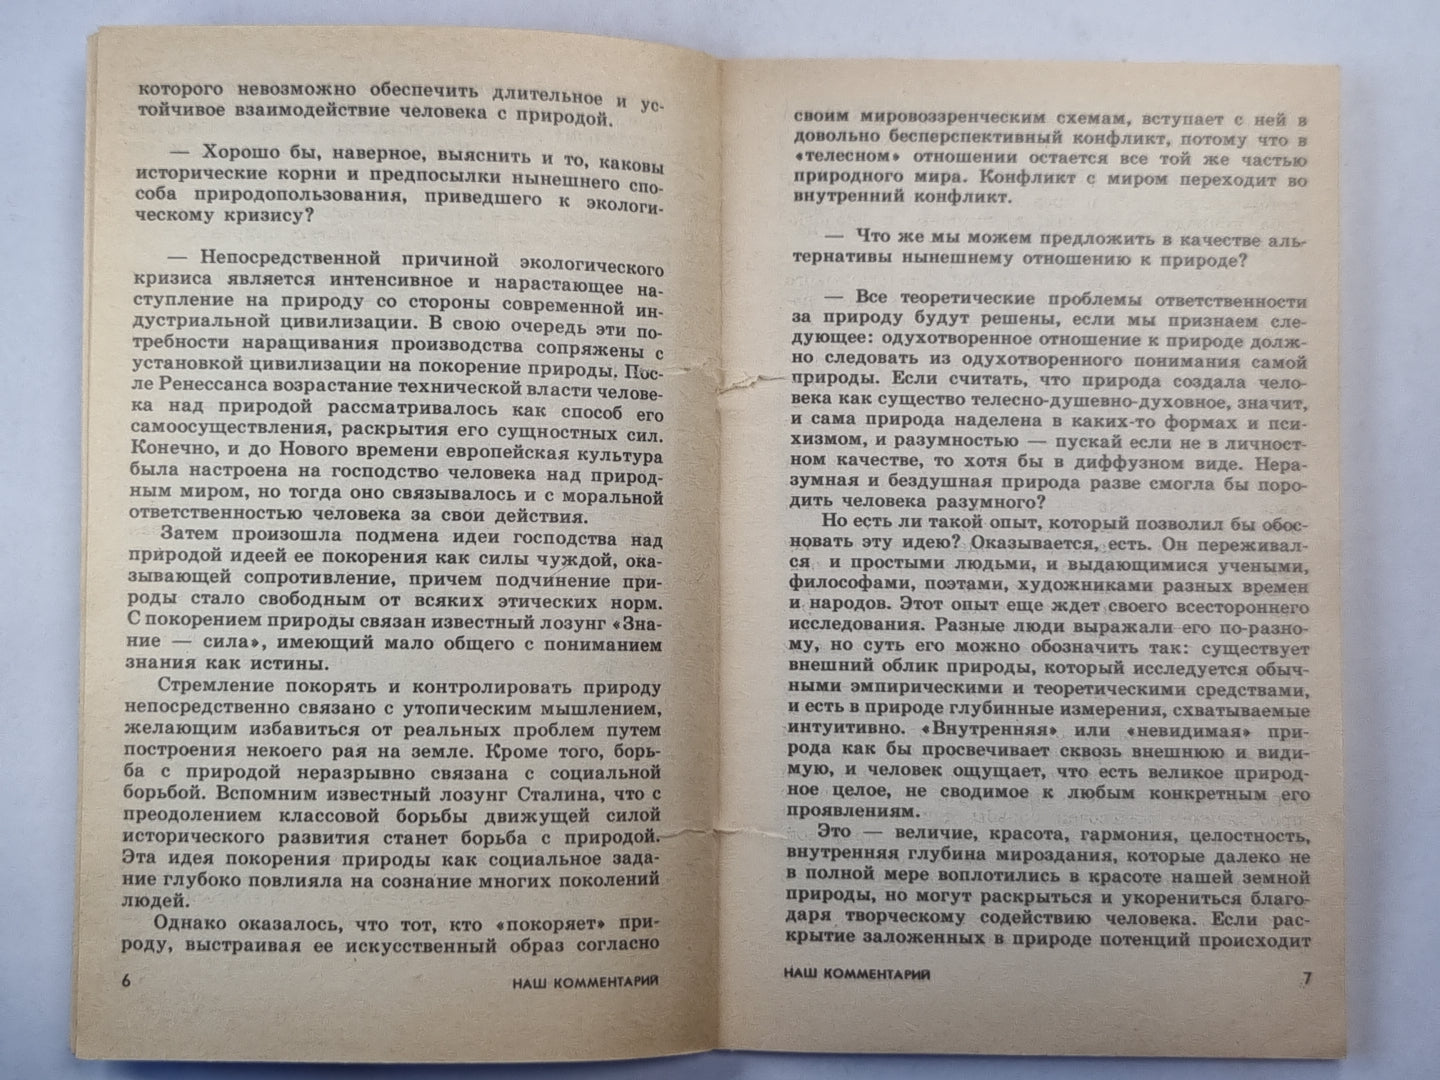 которого невозможно обеспечить длительное и ус-
тойчивое взаимодействие человека с природой.
— Хорошо бы, наверное, выяснить и то, каковы
исторические корни и предпосылки нынешнего спо-
соба природопользования, приведшего к экологи-
ческому кризису?
— Непосредственной причиной экологического
кризиса является интенсивное и нарастающее на-
ступление на природу со стороны современной ин-
дустриальной цивилизации. В свою очередь эти по-
требности наращивания производства сопряжены с
установкой цивилизации на покорение природы. Пос-
ле Ренессанса возрастание технической власти челове-
ка над природой рассматривалось как способ его
самоосуществления, раскрытия его сущностных сил.
Конечно, и до Нового времени европейская культура
была настроена на господство человека над природ-
ным миром, но тогда оно связывалось и с моральной
ответственностью человека за свои действия.
Затем произошла подмена идеи господства над
природой идеей ее покорения как силы чуждой, ока-
зывающей сопротивление, причем подчинение при-
роды стало свободным от всяких этических норм.
С покорением природы связан известный лозунг «Зна-
ние — сила», имеющий мало общего с пониманием
знания как истины.
Стремление покорять и контролировать природу
непосредственно связано с утопическим мышлением,
желающим избавиться от реальных проблем путем
построения некоего рая на земле. Кроме того, борь-
ба с природой неразрывно связана с социальной
борьбой. Вспомним известный лозунг Сталина, что с
преодолением классовой борьбы движущей силой
исторического развития станет борьба с природой.
Эта идея покорения природы как социальное зада-
ние глубоко повлияла на сознание многих поколений
людей.
Однако оказалось, что тот, кто «покоряет» при-
роду, выстраивая ее искусственный образ согласно
6 НАШ КОММЕНТАРИЙ
своим мировоззренческим схемам, вступает с ней в
довольно бесперспективный конфликт, потому что в
«телесном» отношении остается все той же частью
природного мира. Конфликт с миром переходит во
внутренний конфликт.
— Что же мы можем предложить в качестве аль-
тернативы нынешнему отношению к природе?
— Все теоретические проблемы ответственности
за природу будут решены, если мы признаем сле-
дующее: одухотворенное отношение к природе долж-
но следовать из одухотворенного понимания самой
природы. Если считать, что природа создала чело-
века как существо телесно-душевно-духовное, значит,
и сама природа наделена в каких-то формах и пси-
хизмом, и разумностью — пускай если не в личност-
ном качестве, то хотя бы в диффузном виде. Нера-
зумная и бездушная природа разве смогла бы поро-
дить человека разумного?
Но есть ли такой опыт, который позволил бы обос-
новать эту идею? Оказывается, есть. Он переживал-
ся и простыми людьми, и выдающимися учеными,
философами, поэтами, художниками разных времен
и народов. Этот опыт еще ждет своего всестороннего
исследования. Разные люди выражали его по-разно-
му, но суть его можно обозначить так: существует
внешний облик природы, который исследуется обыч-
ными эмпирическими и теоретическими средствами,
и есть в природе глубинные измерения, схватываемые
интуитивно. «Внутренняя» или «невидимая» при-
рода как бы просвечивает сквозь внешнюю и види-
мую, и человек ощущает, что есть великое природ-
ное целое, не сводимое к любым конкретным его
проявлениям.
Это — величие, красота, гармония, целостность,
внутренняя глубина мироздания, которые далеко не
в полной мере воплотились в красоте нашей земной
природы, но могут раскрыться и укорениться благо-
даря творческому содействию человека. Если рас-
крытие заложенных в природе потенций происходит
НАШ КОММЕНТАРИЙ 7